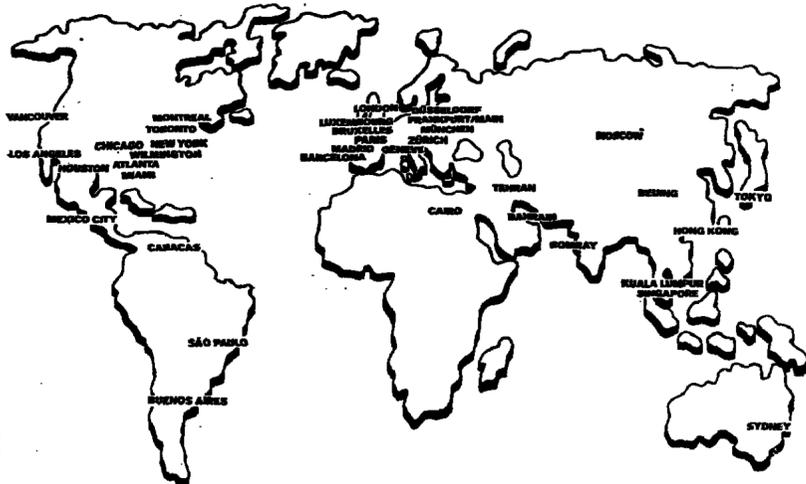 VANCOUVER
MONTREAL
TORONTO
CHICAGO NEW YORK
WILMINGTON
LOS ANGELES
HOUSTON
ATLANTA
MIAMI
MEXICO CITY
CARACAS
SÃO PAULO
BUENOS AIRES
LONDON
DÜSSELDORF
LUXEMBOURG
FRANKFURT/MAIN
BRUXELLES
MÜNCHEN
PARIS
ZÜRICH
MADRID
GENEVE
BARCELONA
CAIRO
TEHRAN
BAHRAIN
BOMBAY
MOSCOW
BEIJING
TOKYO
HONG KONG
KUALA LUMPUR
SINGAPORE
SYDNEY